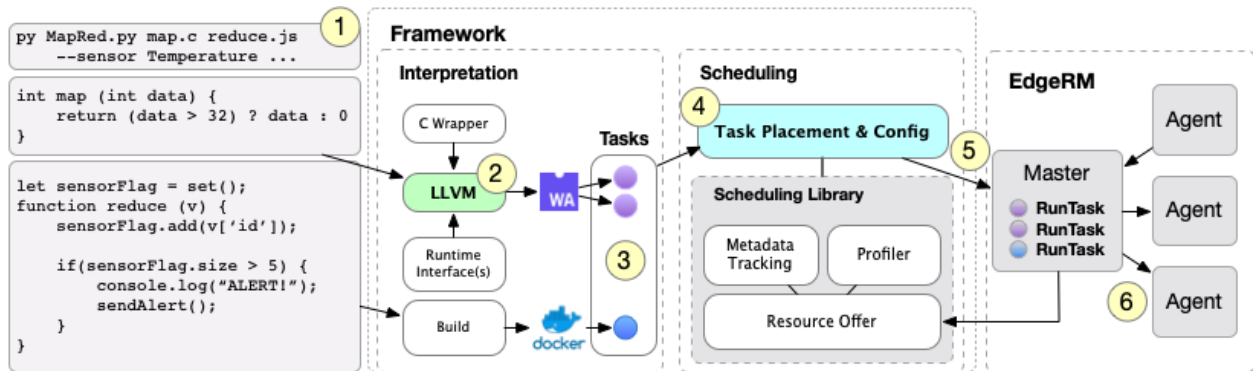 1
py MapRed.py map.c reduce.js
--sensor Temperature ...
int map (int data) {
return (data > 32) ? data : 0
}
let sensorFlag = set();
function reduce (v) {
sensorFlag.add(v['id']);
if(sensorFlag.size > 5) {
console.log("ALERT!");
sendAlert();
}
}
Framework
Interpretation
C Wrapper
LLVM
2
WA
Runtime
Interface(s)
Build
docker
Tasks
3
Scheduling
4
Task Placement & Config
Scheduling Library
Metadata
Tracking
Profiler
Resource Offer
EdgeRM
5
Master
RunTask
RunTask
RunTask
Agent
Agent
6
Agent